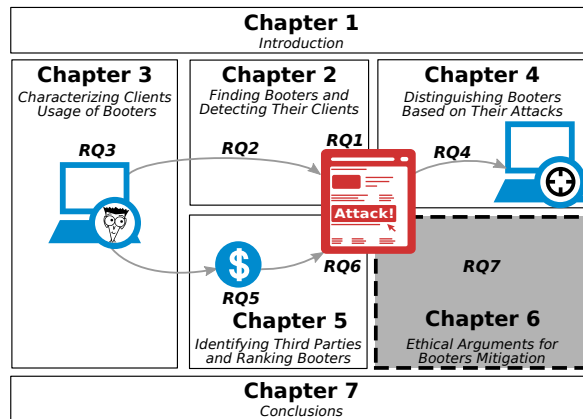 Chapter 1
Introduction
Chapter 3
Characterizing Clients
Usage of Booters
Chapter 2
Finding Booters and
Detecting Their Clients
Chapter 4
Distinguishing Booters
Based on Their Attacks
RQ3
RQ2
RQ1
RQ4
Attack!
$
RQ5
RQ6
RQ7
Chapter 5
Identifying Third Parties
and Ranking Booters
Chapter 6
Ethical Arguments for
Booters Mitigation
Chapter 7
Conclusions